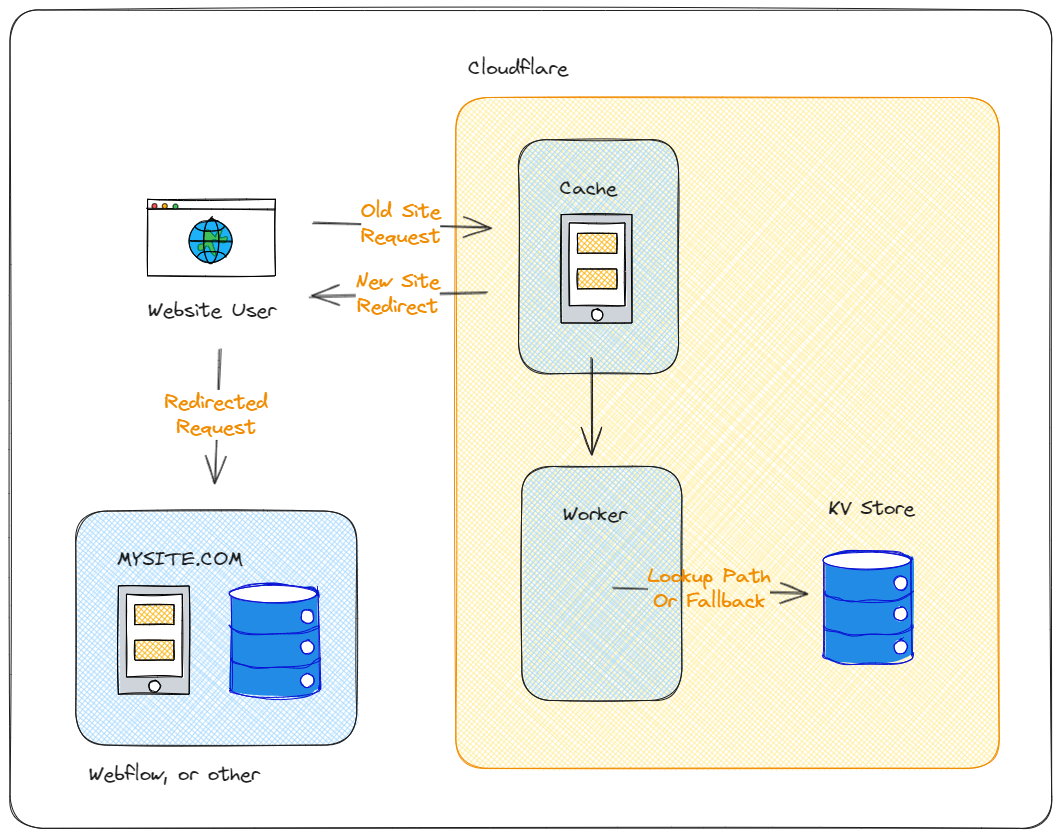 Cloudflare
Cache
Old Site
Request
New Site
Redirect
Website User
Redirected
Request
Worker
KV Store
Lookup Path
Or Fallback
MYSITE.COM
Webflow, or other